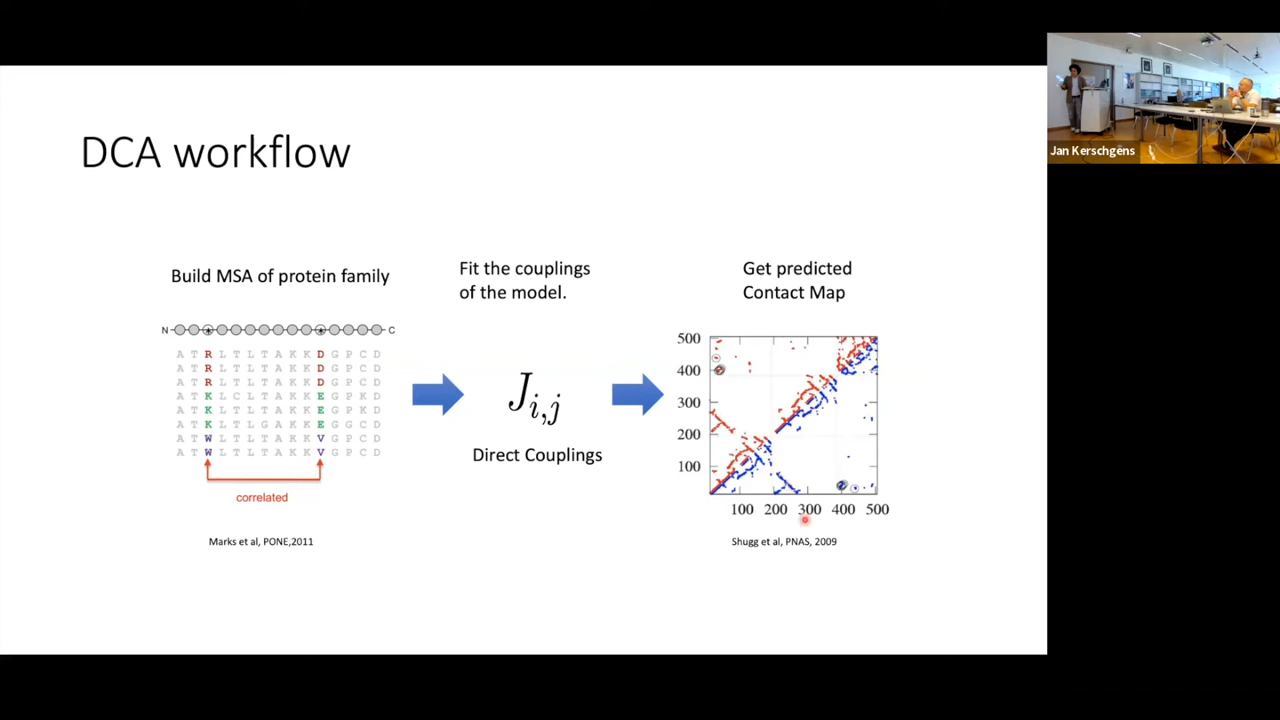 DCA workflow
Build MSA of protein family
N
C
A T R L T L T A K K D G P C D
A T R L T L T A K K D G G C D
A T R L T L T A K K D G P C D
A T K L C L T A K K E G P K D
A T K L T L T A K K E G P C D
A T K L T L G A K K E G G C D
A T W L T L T A K K V G P C D
A T W L T L T A K K V G P C D
correlated
Marks et al, PONE,2011
Fit the couplings
of the model.
J i,j
Direct Couplings
Get predicted
Contact Map
500
400
300
200
100
100 200 300 400 500
Shugg et al, PNAS, 2009
Jan Kerschgens